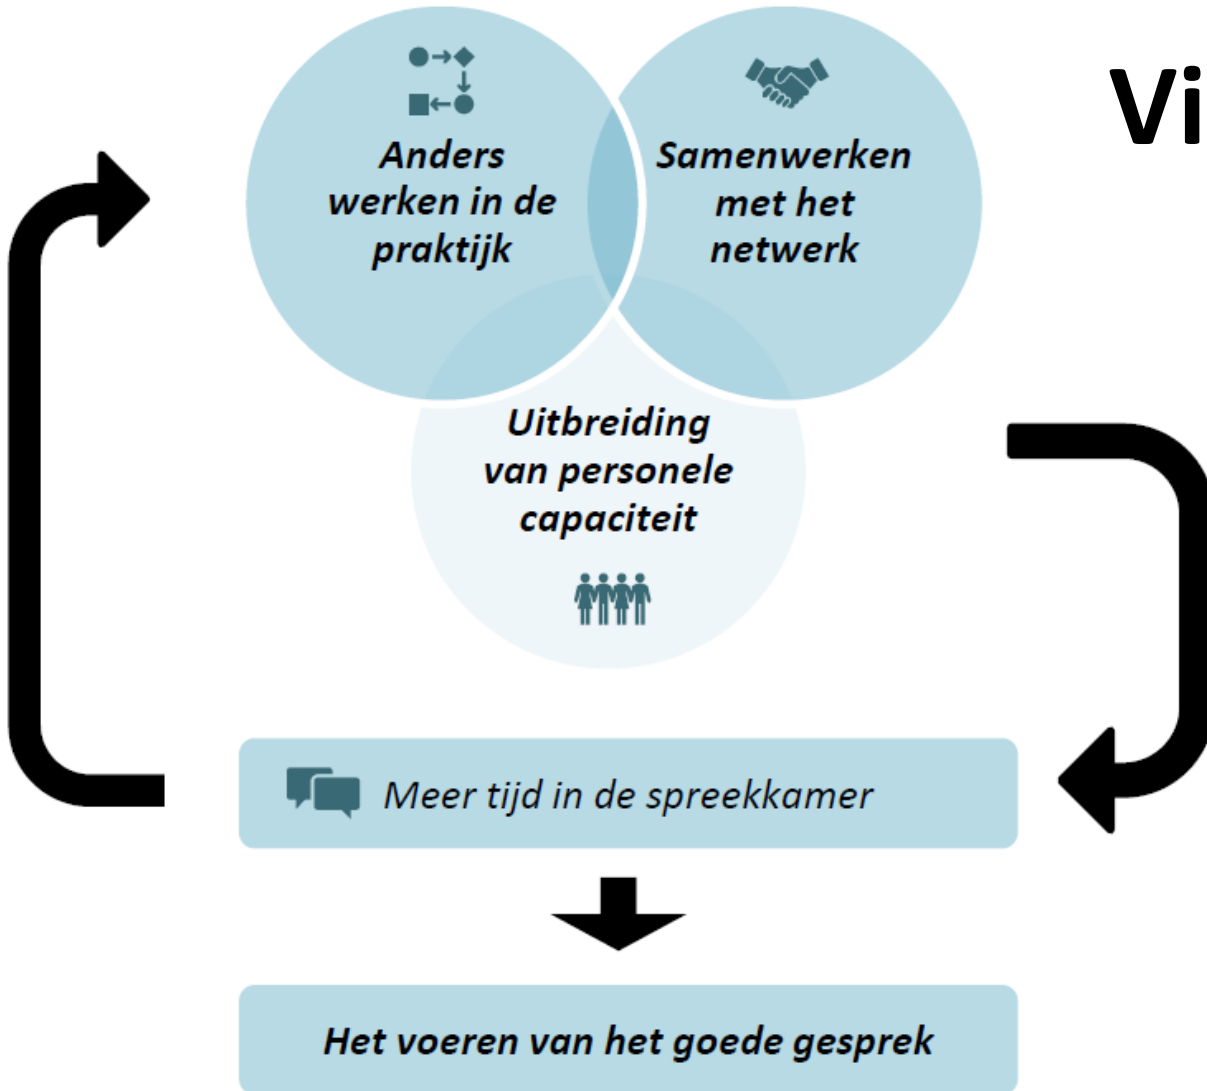 Vi
Anders
werken in de
praktijk
Samenwerken
met het
netwerk
Uitbreiding
van personele
capaciteit
Meer tijd in de spreekkamer
Het voeren van het goede gesprek